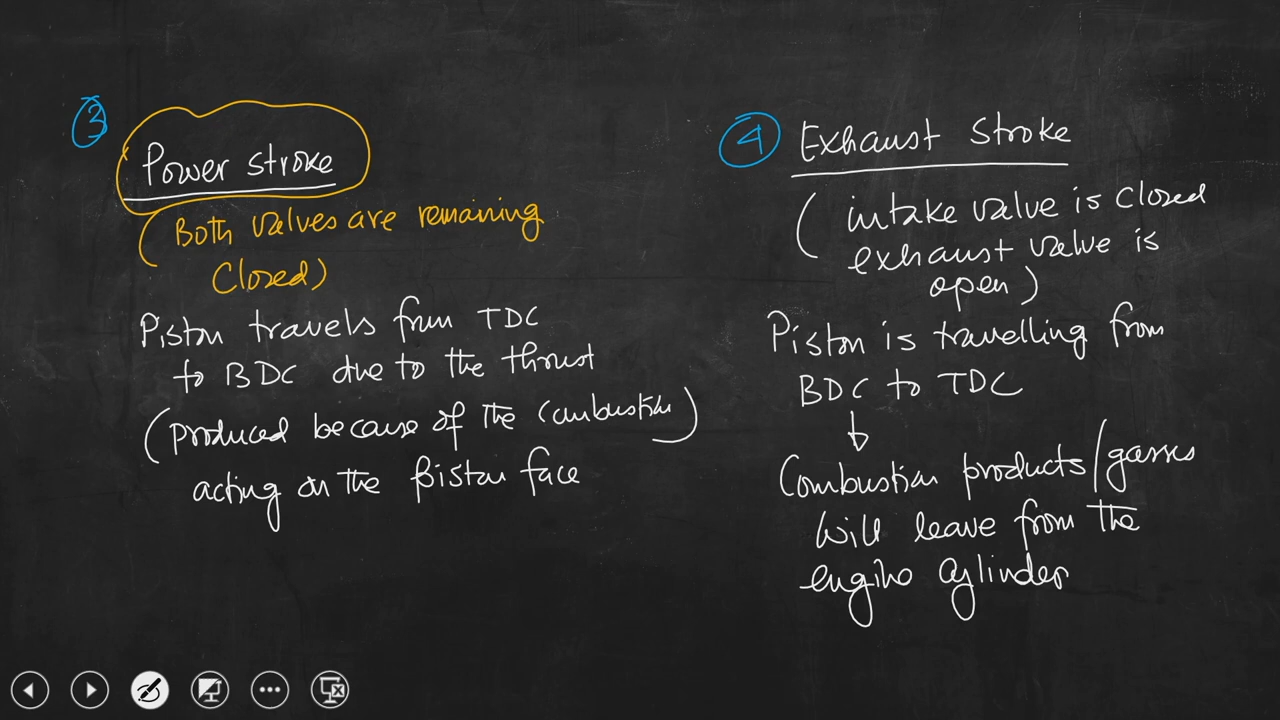 3
Power stroke
(Both valves are remaining
Closed)
Piston travels from TDC
to BDC due to the thrust
(produced because of the Combustion)
acting on the piston face
4 Exhaust Stroke
(intake valve is closed
exhaust valve is
open)
Piston is travelling from
BDC to TDC
Combustion products/gasses
will leave from the
engine cylinder